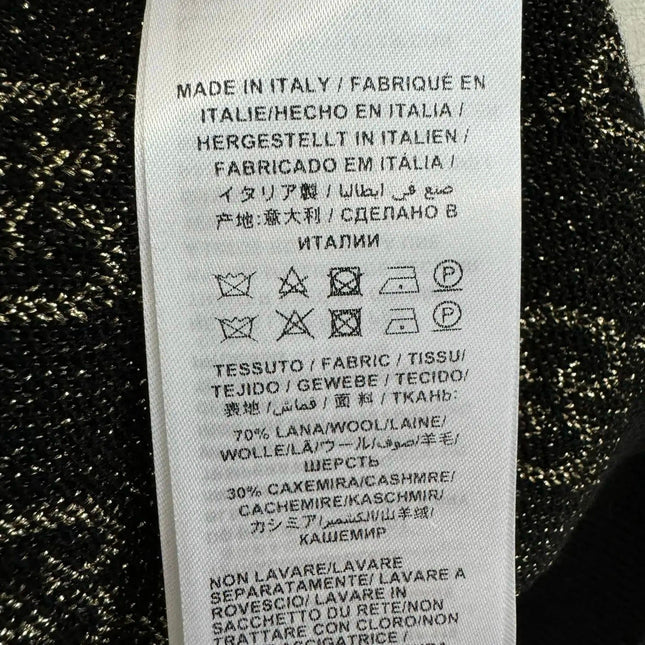 MADE IN ITALY / FABRIQUÉ EN
ITALIE/HECHO EN ITALIA /
HERGESTELLT IN ITALIEN /
FABRICADO EM ITÁLIA /
イタリア製 / صنع في ايطاليا /
产地:意大利 / СДЕЛАНО В
ИТАЛИИ
P
P
TESSUTO / FABRIC / TISSU/
TEJIDO / GEWEBE / TECIDO/
表地 / قماش / 面料 / ТКАНЬ:
70% LANA/WOOL/LAINE/
WOLLE/LÃ/ウール/صوف/羊毛/
ШЕРСТЬ
30% CAXEMIRA/CASHMRE/
CACHEMIRE/KASCHMIR/
カシミア/الكشمير/山羊绒/
КАШЕМИР
NON LAVARE/LAVARE
SEPARATAMENTE/ LAVARE A
ROVESCIO/ LAVARE IN
SACCHETTO DU RETE/NON
TRATTARE CON CLORO/NON